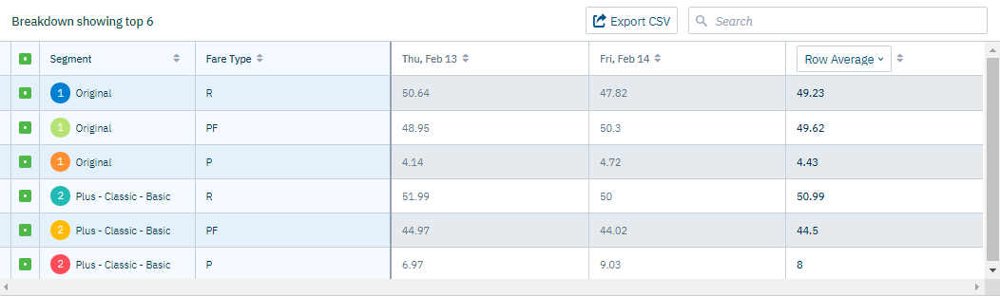 Breakdown showing top 6 Export CSV Search
Segment Fare Type Thu, Feb 13 Fri, Feb 14 Row Average
1 Original R 50.64 47.82 49.23
1 Original PF 48.95 50.3 49.62
1 Original P 4.14 4.72 4.43
2 Plus - Classic - Basic R 51.99 50 50.99
2 Plus - Classic - Basic PF 44.97 44.02 44.5
2 Plus - Classic - Basic P 6.97 9.03 8